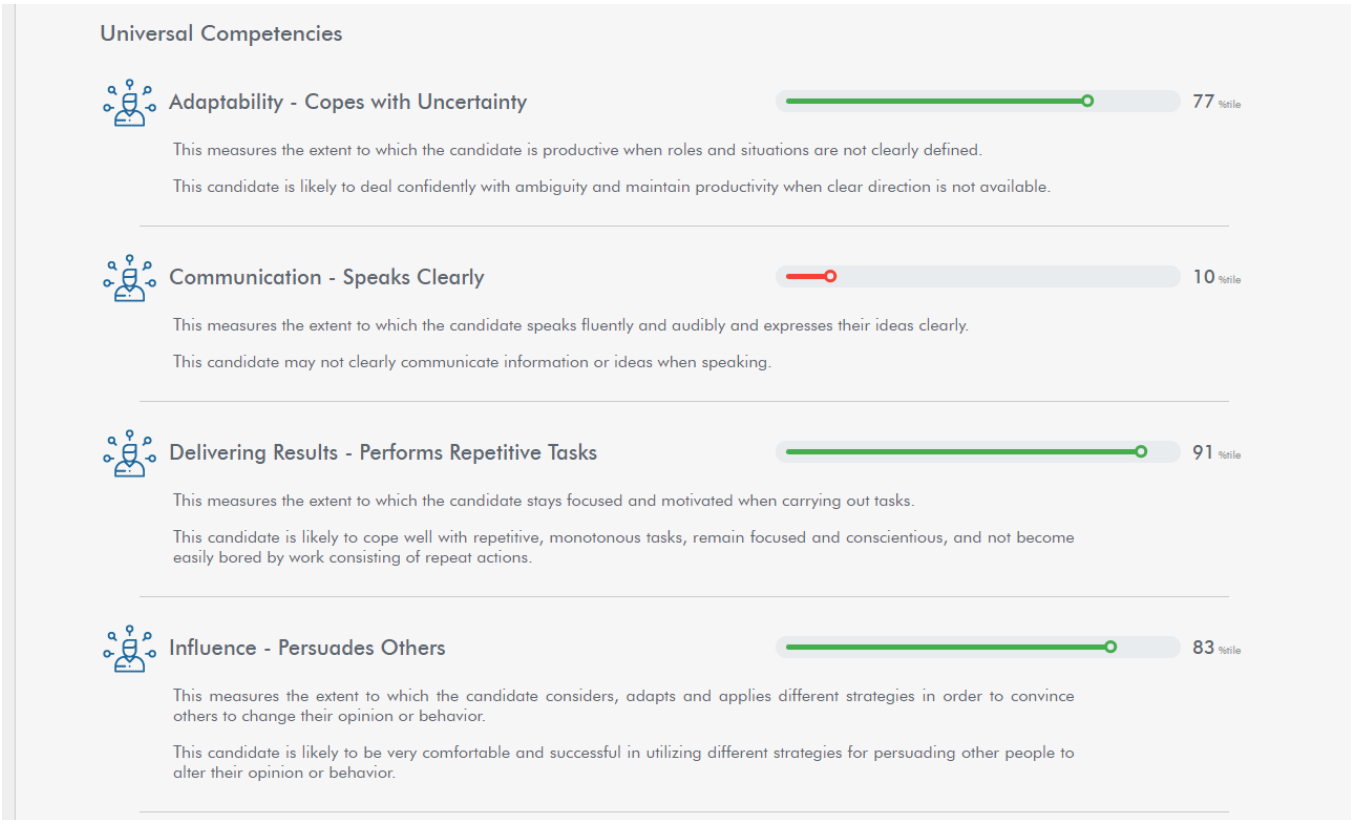 Universal Competencies
Adaptability - Copes with Uncertainty
77 %tile
This measures the extent to which the candidate is productive when roles and situations are not clearly defined.
This candidate is likely to deal confidently with ambiguity and maintain productivity when clear direction is not available.
Communication - Speaks Clearly
10 %tile
This measures the extent to which the candidate speaks fluently and audibly and expresses their ideas clearly.
This candidate may not clearly communicate information or ideas when speaking.
Delivering Results - Performs Repetitive Tasks
91 %tile
This measures the extent to which the candidate stays focused and motivated when carrying out tasks.
This candidate is likely to cope well with repetitive, monotonous tasks, remain focused and conscientious, and not become
easily bored by work consisting of repeat actions.
Influence - Persuades Others
83 %tile
This measures the extent to which the candidate considers, adapts and applies different strategies in order to convince
others to change their opinion or behavior.
This candidate is likely to be very comfortable and successful in utilizing different strategies for persuading other people to
alter their opinion or behavior.